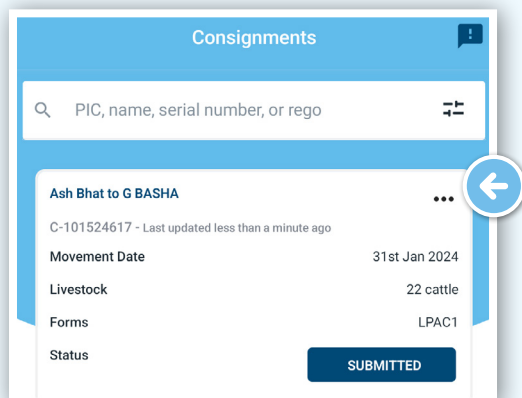 Consignments
PIC, name, serial number, or rego
Ash Bhat to G BASHA
C-101524617 - Last updated less than a minute ago
Movement Date 31st Jan 2024
Livestock 22 cattle
Forms LPAC1
Status SUBMITTED